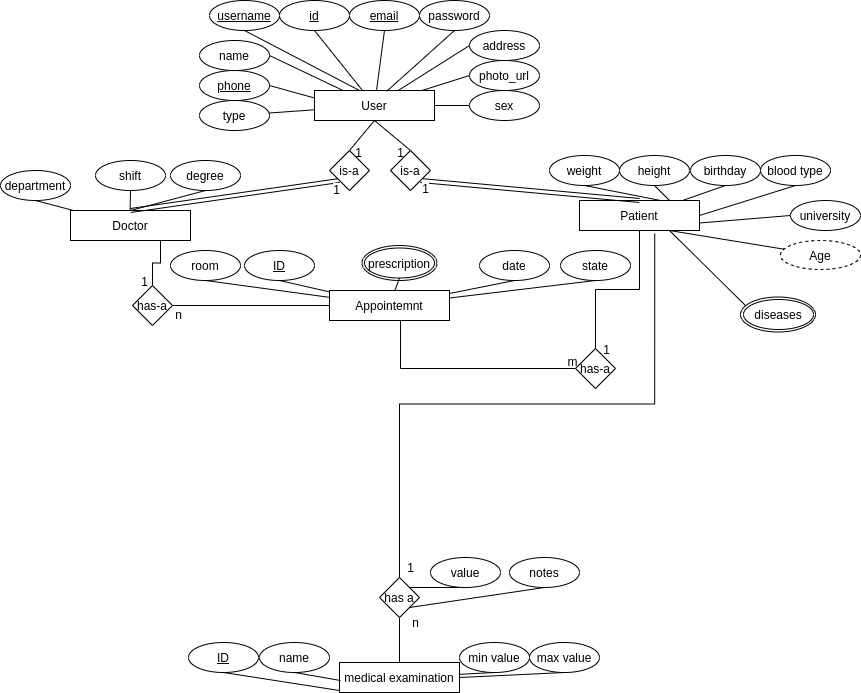 username
id
email
password
name
address
phone
photo_url
type
User
sex
is-a
1
1
is-a
1
1
department
shift
degree
Doctor
weight
height
birthday
blood type
Patient
university
Age
diseases
room
ID
prescription
date
state
Appointemnt
1
has-a
n
1
m
has-a
1
value
notes
has a
n
ID
name
min value
max value
medical examination